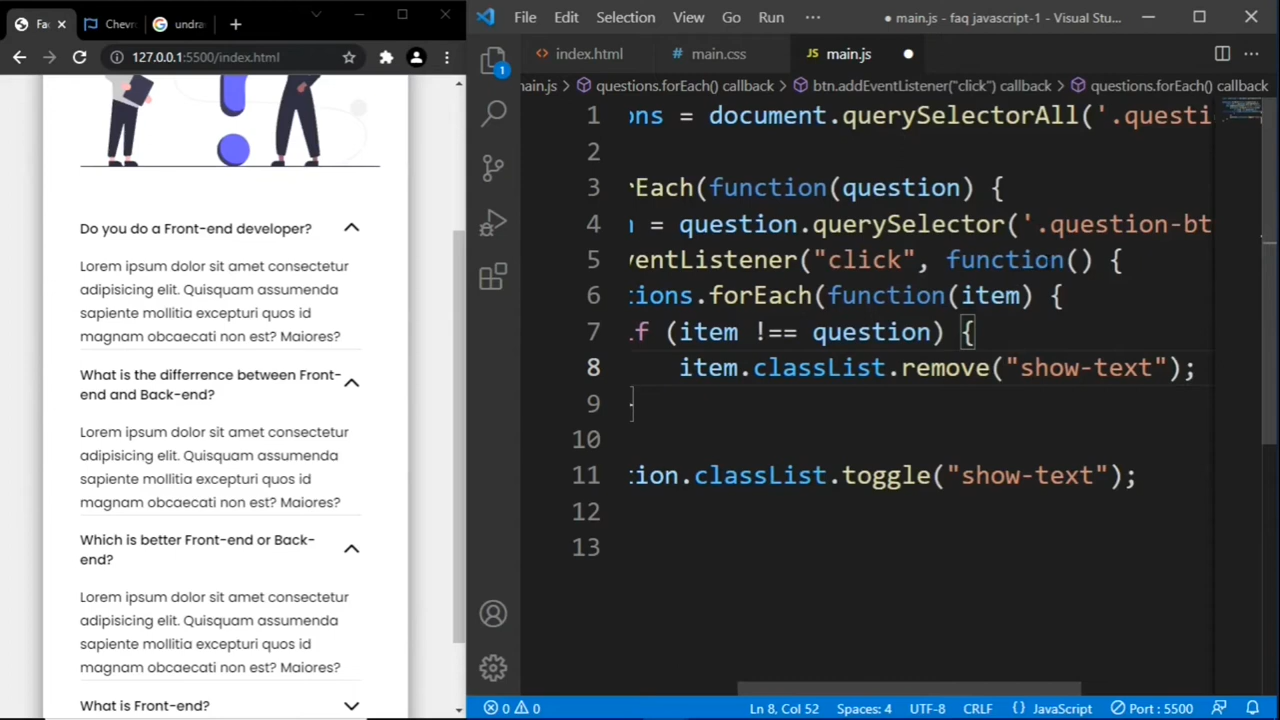 Fa
Chevr
undra
127.0.0.1:5500/index.html
Do you do a Front-end developer?
Lorem ipsum dolor sit amet consectetur
adipisicing elit. Quisquam assumenda
sapiente mollitia excepturi quos id
magnam obcaecati non est? Maiores?
What is the difference between Front-
end and Back-end?
Lorem ipsum dolor sit amet consectetur
adipisicing elit. Quisquam assumenda
sapiente mollitia excepturi quos id
magnam obcaecati non est? Maiores?
Which is better Front-end or Back-
end?
Lorem ipsum dolor sit amet consectetur
adipisicing elit. Quisquam assumenda
sapiente mollitia excepturi quos id
magnam obcaecati non est? Maiores?
What is Front-end?
File Edit Selection View Go Run ··· ● main.js - faq javascript-1 - Visual Stu...
index.html
# main.css
JS main.js ●
main.js › questions.forEach() callback › btn.addEventListener("click") callback › questions.forEach() callback
1
1 ons = document.querySelectorAll('.questi
2
3 rEach(function(question) {
4 n = question.querySelector('.question-bt
5 ventListener("click", function() {
6 tions.forEach(function(item) {
7 if (item !== question) {
8 item.classList.remove("show-text");
9
10
11 tion.classList.toggle("show-text");
12
13
0 0 Ln 8, Col 52 Spaces: 4 UTF-8 CRLF {} JavaScript Port : 5500